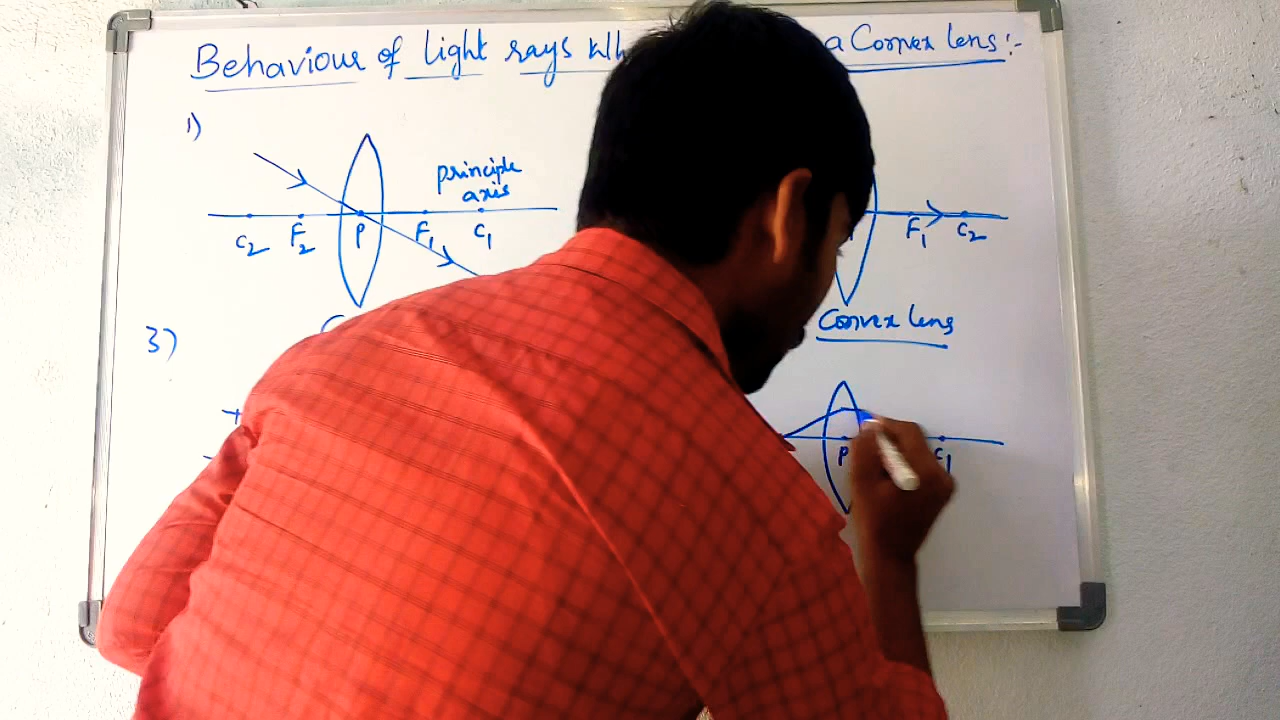 Behaviour of light rays a Convex lens:-
1)
principle
axis
C2 F2 P F1 C1
F1 C2
Convex lens
3)
P C1